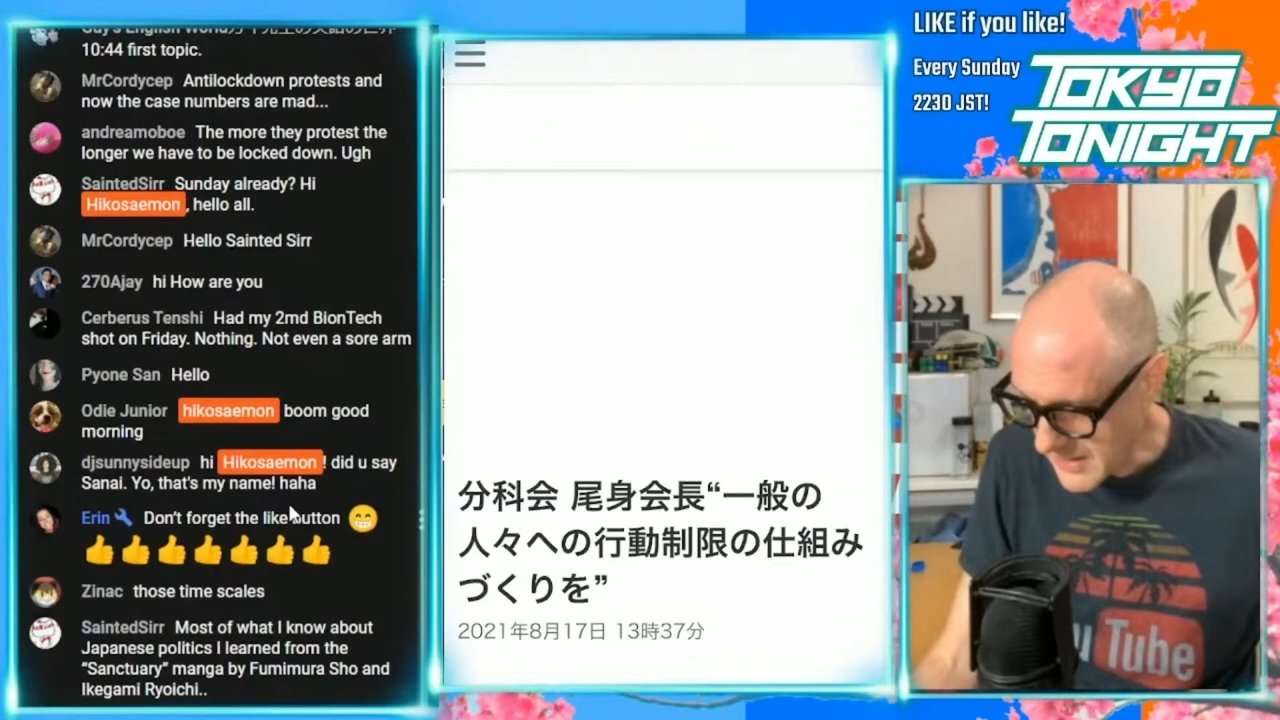 10:44 first topic.
MrCordycep Antilockdown protests and
now the case numbers are mad...
andreamoboe The more they protest the
longer we have to be locked down. Ugh
SaintedSirr Sunday already? Hi
Hikosaemon, hello all.
MrCordycep Hello Sainted Sirr
270Ajay hi How are you
Cerberus Tenshi Had my 2md BionTech
shot on Friday. Nothing. Not even a sore arm
Pyone San Hello
Odie Junior hikosaemon boom good
morning
djsunnysideup hi Hikosaemon! did u say
Sanai. Yo, that's my name! haha
Erin Don't forget the like button
Zinac those time scales
SaintedSirr Most of what I know about
Japanese politics I learned from the
“Sanctuary” manga by Fumimura Sho and
Ikegami Ryoichi..
分科会 尾身会長“一般の
人々への行動制限の仕組み
づくりを”
2021年8月17日 13時37分
LIKE if you like!
Every Sunday
2230 JST!
TOKYO
TONIGHT
Tube